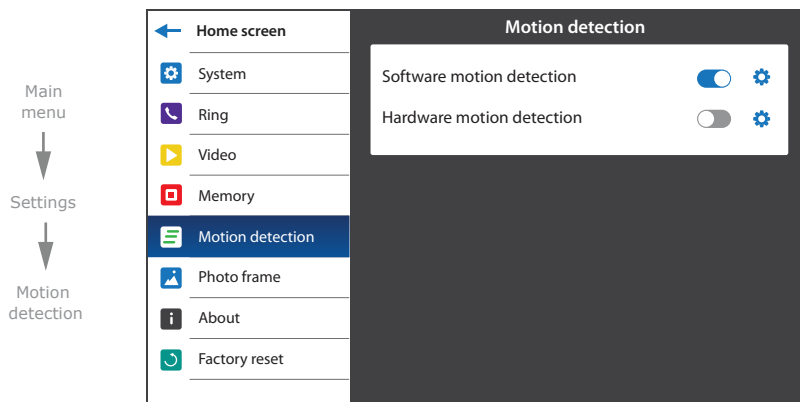 Main
menu
Settings
Motion
detection
Home screen
System
Ring
Video
Memory
Motion detection
Photo frame
About
Factory reset
Motion detection
Software motion detection
Hardware motion detection